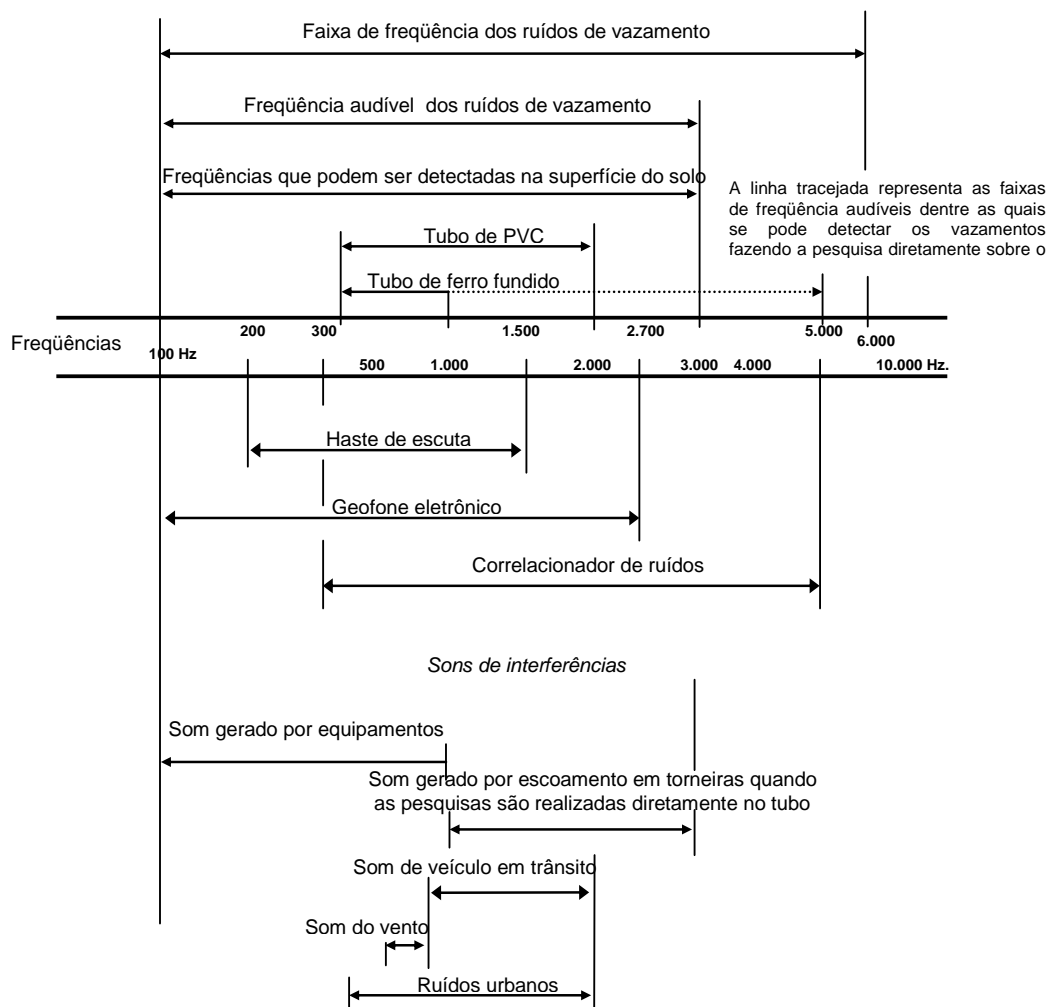 Faixa de freqüência dos ruídos de vazamento
Freqüência audível dos ruídos de vazamento
Freqüências que podem ser detectadas na superfície do solo
A linha tracejada representa as faixas
de freqüência audíveis dentre as quais
se pode detectar os vazamentos
fazendo a pesquisa diretamente sobre o
Tubo de PVC
Tubo de ferro fundido
200 300 1.500 2.700 5.000
6.000
Freqüências
100 Hz
500 1.000 2.000 3.000 4.000 10.000 Hz.
Haste de escuta
Geofone eletrônico
Correlacionador de ruídos
Sons de interferências
Som gerado por equipamentos
Som gerado por escoamento em torneiras quando
as pesquisas são realizadas diretamente no tubo
Som de veículo em trânsito
Som do vento
Ruídos urbanos